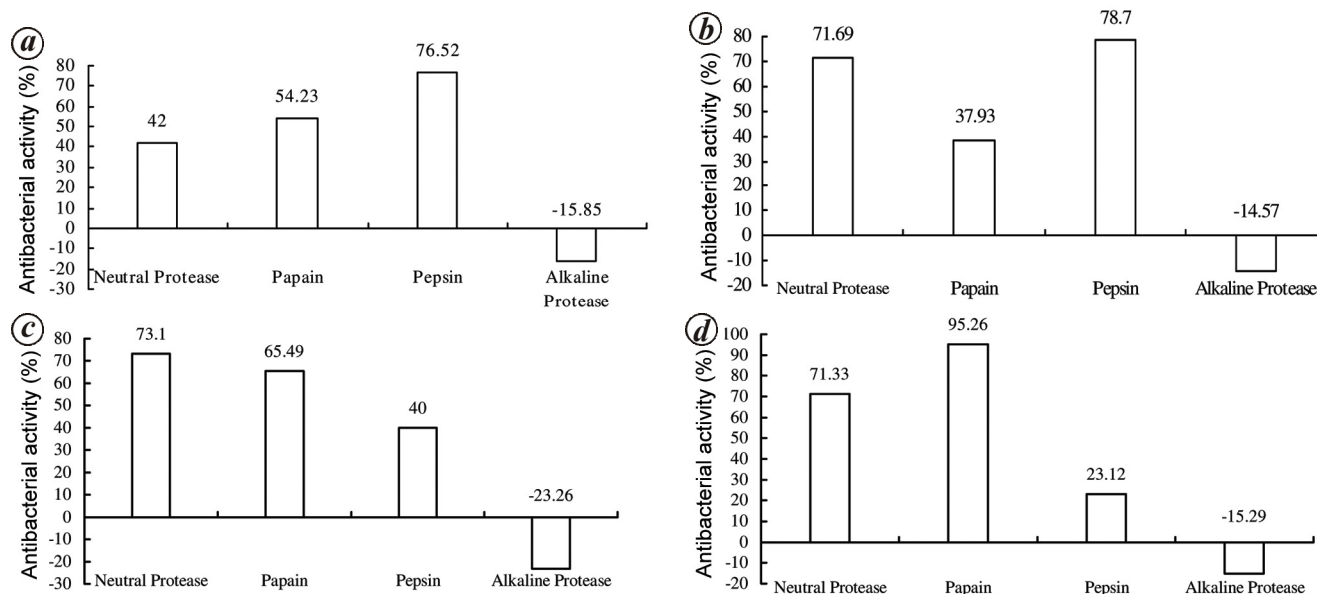 a
Antibacterial activity (%)
80
70
60
50
40
30
20
10
0
-10
-20
-30
42
54.23
76.52
-15.85
Neutral Protease
Papain
Pepsin
Alkaline
Protease
b
Antibacterial activity (%)
80
70
60
50
40
30
20
10
0
-10
-20
71.69
37.93
78.7
-14.57
Neutral Protease
Papain
Pepsin
Alkaline Protease
c
Antibacterial activity (%)
80
70
60
50
40
30
20
10
0
-10
-20
-30
73.1
65.49
40
-23.26
Neutral Protease
Papain
Pepsin
Alkaline Protease
d
Antibacterial activity (%)
100
90
80
70
60
50
40
30
20
10
0
-10
-20
71.33
95.26
23.12
-15.29
Neutral Protease
Papain
Pepsin
Alkaline Protease